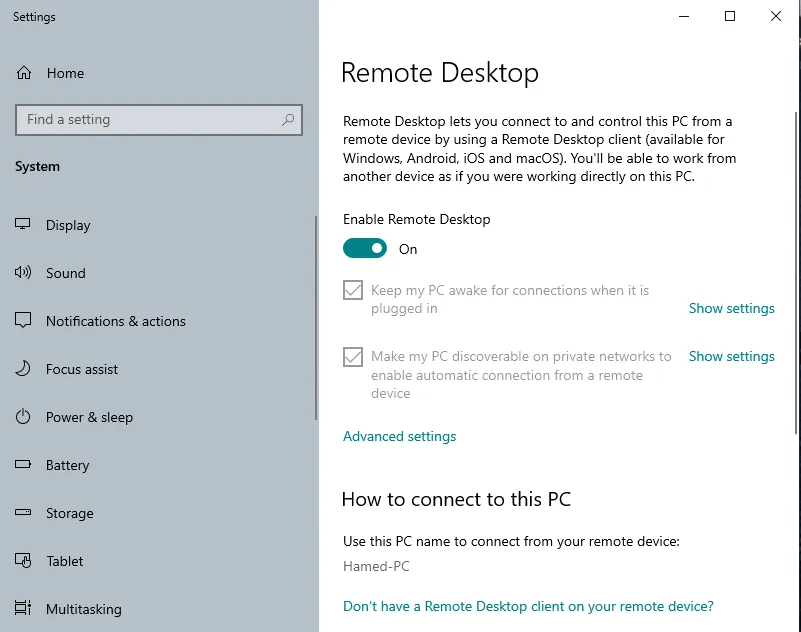 Settings
Home
Find a setting
System
Display
Sound
Notifications & actions
Focus assist
Power & sleep
Battery
Storage
Tablet
Multitasking
Remote Desktop
Remote Desktop lets you connect to and control this PC from a
remote device by using a Remote Desktop client (available for
Windows, Android, iOS and macOS). You'll be able to work from
another device as if you were working directly on this PC.
Enable Remote Desktop
On
Keep my PC awake for connections when it is
plugged in
Show settings
Make my PC discoverable on private networks to
enable automatic connection from a remote
device
Show settings
Advanced settings
How to connect to this PC
Use this PC name to connect from your remote device:
Hamed-PC
Don't have a Remote Desktop client on your remote device?